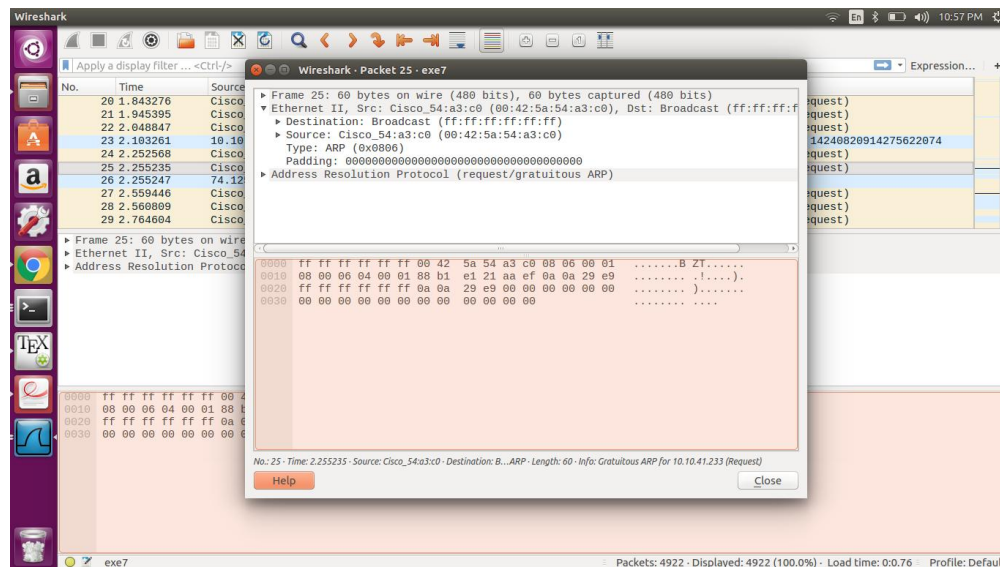 Wireshark
En
10:57 PM
Apply a display filter ... <Ctrl-/>
Expression...
+
No. Time Source
20 1.843276 Cisco_ equest)
21 1.945395 Cisco_ equest)
22 2.048847 Cisco_ equest)
23 2.103261 10.10 14240820914275622074
24 2.252568 Cisco_ equest)
25 2.255235 Cisco_ equest)
26 2.255247 74.12
27 2.559446 Cisco_ equest)
28 2.560809 Cisco_ equest)
29 2.764604 Cisco_ equest)
Frame 25: 60 bytes on wire
Ethernet II, Src: Cisco_54
Address Resolution Protoco
0000 ff ff ff ff ff ff 00 4
0010 08 00 06 04 00 01 88 b
0020 ff ff ff ff ff ff 0a 0
0030 00 00 00 00 00 00 00 0
Wireshark · Packet 25 · exe7
Frame 25: 60 bytes on wire (480 bits), 60 bytes captured (480 bits)
Ethernet II, Src: Cisco_54:a3:c0 (00:42:5a:54:a3:c0), Dst: Broadcast (ff:ff:ff:f
Destination: Broadcast (ff:ff:ff:ff:ff:ff)
Source: Cisco_54:a3:c0 (00:42:5a:54:a3:c0)
Type: ARP (0x0806)
Padding: 000000000000000000000000000000000000
Address Resolution Protocol (request/gratuitous ARP)
0000 ff ff ff ff ff ff 00 42 5a 54 a3 c0 08 06 00 01 .......B ZT......
0010 08 00 06 04 00 01 88 b1 e1 21 aa ef 0a 0a 29 e9 ........ .!....).
0020 ff ff ff ff ff ff 0a 0a 29 e9 00 00 00 00 00 00 ........ ).......
0030 00 00 00 00 00 00 00 00 00 00 00 00 ........ ....
No.: 25 · Time: 2.255235 · Source: Cisco_54:a3:c0 · Destination: B...ARP · Length: 60 · Info: Gratuitous ARP for 10.10.41.233 (Request)
Help
Close
TEX
exe7
Packets: 4922 · Displayed: 4922 (100.0%) · Load time: 0:0.76
Profile: Defaul